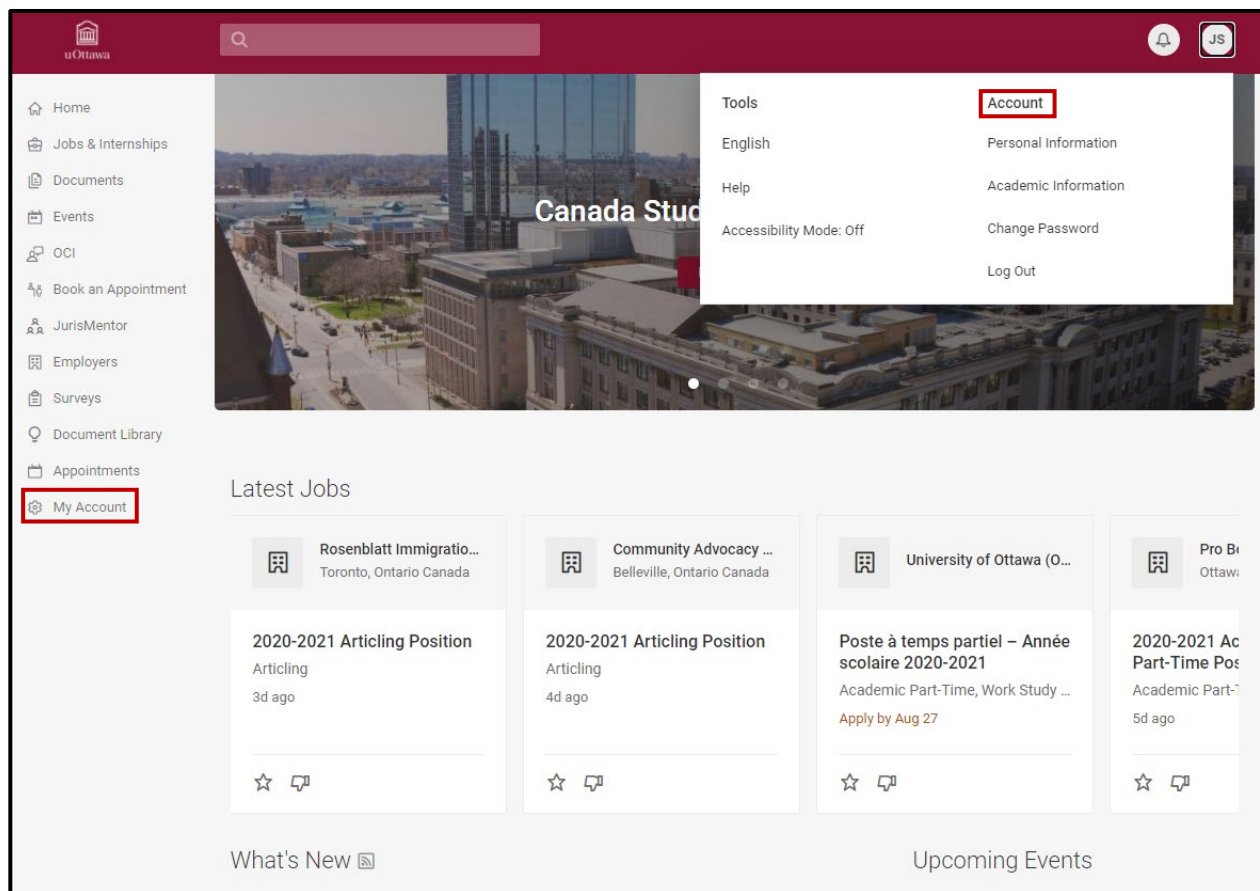 uOttawa
JS
Home
Jobs & Internships
Documents
Events
OCI
Book an Appointment
JurisMentor
Employers
Surveys
Document Library
Appointments
My Account
Canada Stud
Tools
English
Help
Accessibility Mode: Off
Account
Personal Information
Academic Information
Change Password
Log Out
Latest Jobs
Rosenblatt Immigratio...
Toronto, Ontario Canada
2020-2021 Articling Position
Articling
3d ago
Community Advocacy ...
Belleville, Ontario Canada
2020-2021 Articling Position
Articling
4d ago
University of Ottawa (O...
Poste à temps partiel – Année
scolaire 2020-2021
Academic Part-Time, Work Study ...
Apply by Aug 27
Pro B
Ottaw
2020-2021 Ac
Part-Time Pos
Academic Part-
5d ago
What's New
Upcoming Events